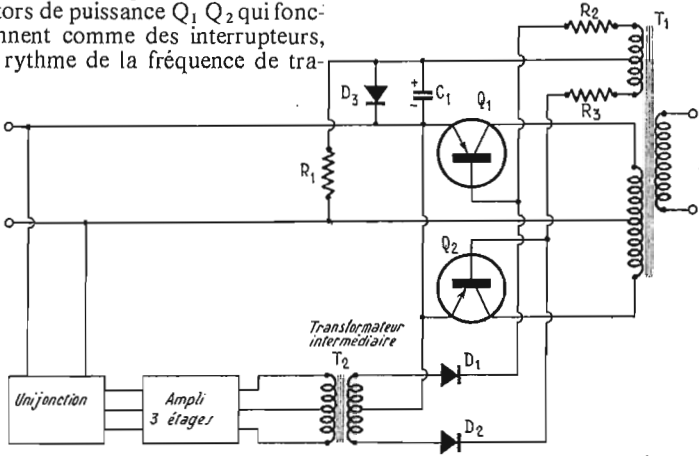 tors de puissance Q1 Q2 qui fonc-
nnent comme des interrupteurs,
rythme de la fréquence de tra-
R2
T1
D3
+
C1
-
Q1
R3
R1
Q2
Transformateur
intermédiaire
T2
D1
Unijonction
Ampli
3 étages
D2